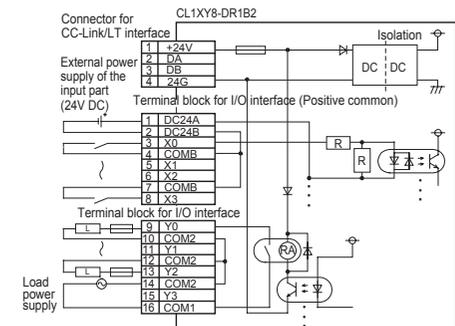 CL1XY8-DR1B2
Connector for
CC-Link/LT interface
Isolation
1 +24V
2 DA
3 DB
4 24G
DC DC
External power
supply of the
input part
(24V DC)
Terminal block for I/O interface (Positive common)
1 DC24A
2 DC24B
3 X0
4 COMB
5 X1
6 X2
7 COMB
8 X3
R
R
Terminal block for I/O interface
9 Y0
10 COM2
11 Y1
12 COM2
13 Y2
14 COM2
15 Y3
16 COM1
L
L
RA
Load
power
supply